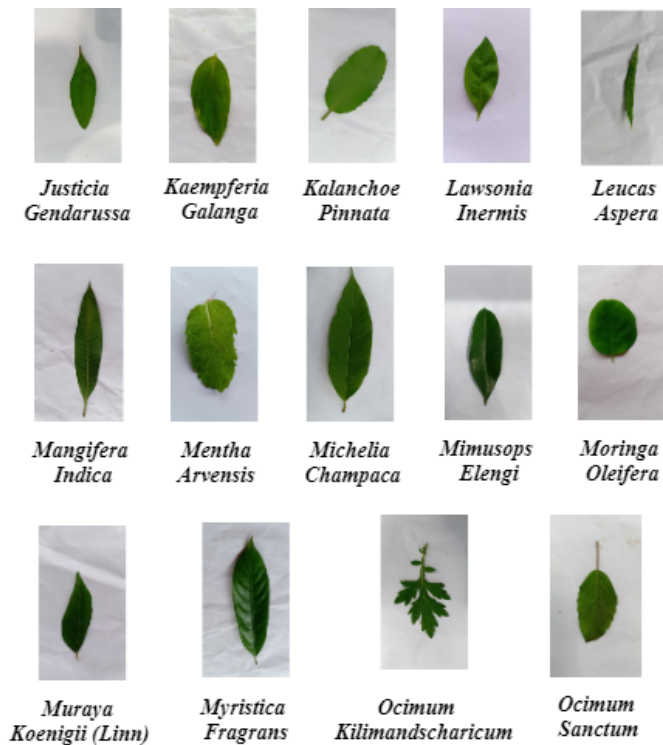 Justicia
Gendarussa
Kaempferia
Galanga
Kalanchoe
Pinnata
Lawsonia
Inermis
Leucas
Aspera
Mangifera
Indica
Mentha
Arvensis
Michelia
Champaca
Mimusops
Elengi
Moringa
Oleifera
Muraya
Koenigii (Linn)
Myristica
Fragrans
Ocimum
Kilimandscharicum
Ocimum
Sanctum